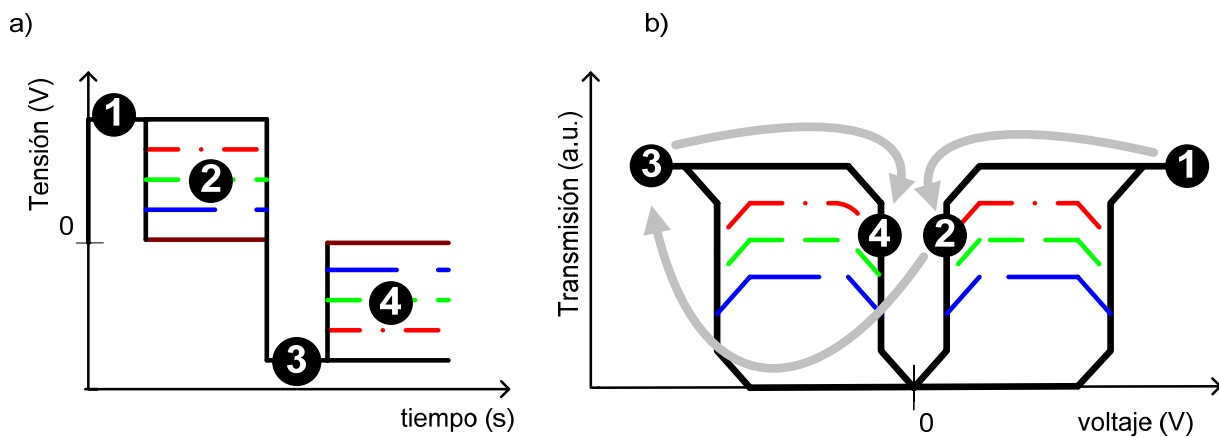 a)
Tensión (V)
0
1
2
3
4
tiempo (s)
b)
Transmisión (a.u.)
3
4
2
1
0
voltaje (V)